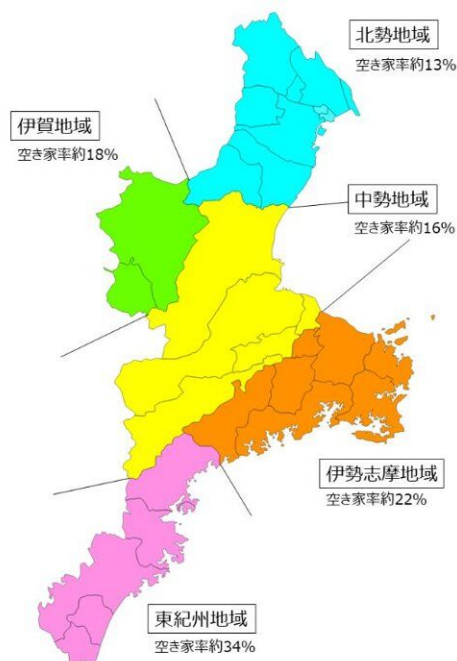 北勢地域
空き家率約13%
伊賀地域
空き家率約18%
中勢地域
空き家率約16%
伊勢志摩地域
空き家率約22%
東紀州地域
空き家率約34%